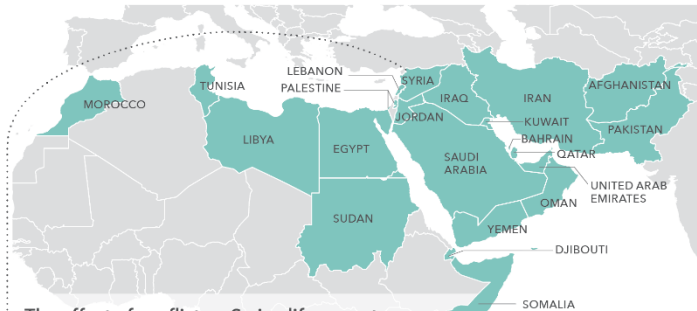 LEBANON
SYRIA
TUNISIA
PALESTINE
AFGHANISTAN
MOROCCO
IRAQ
IRAN
JORDAN
KUWAIT
PAKISTAN
LIBYA
EGYPT
BAHRAIN
QATAR
SAUDI
ARABIA
UNITED ARAB
EMIRATES
OMAN
SUDAN
YEMEN
DJIBOUTI
SOMALIA